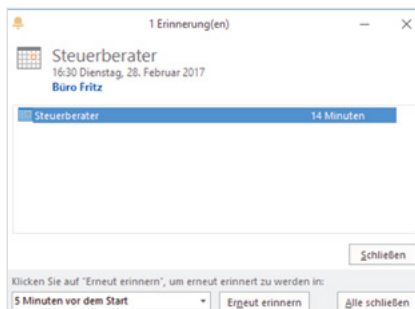 1 Erinnerung(en)
Steuerberater
16:30 Dienstag, 28. Februar 2017
Büro Fritz
Steuerberater 14 Minuten
Schließen
Klicken Sie auf "Erneut erinnern", um erneut erinnert zu werden in:
5 Minuten vor dem Start Erneut erinnern Alle schließen